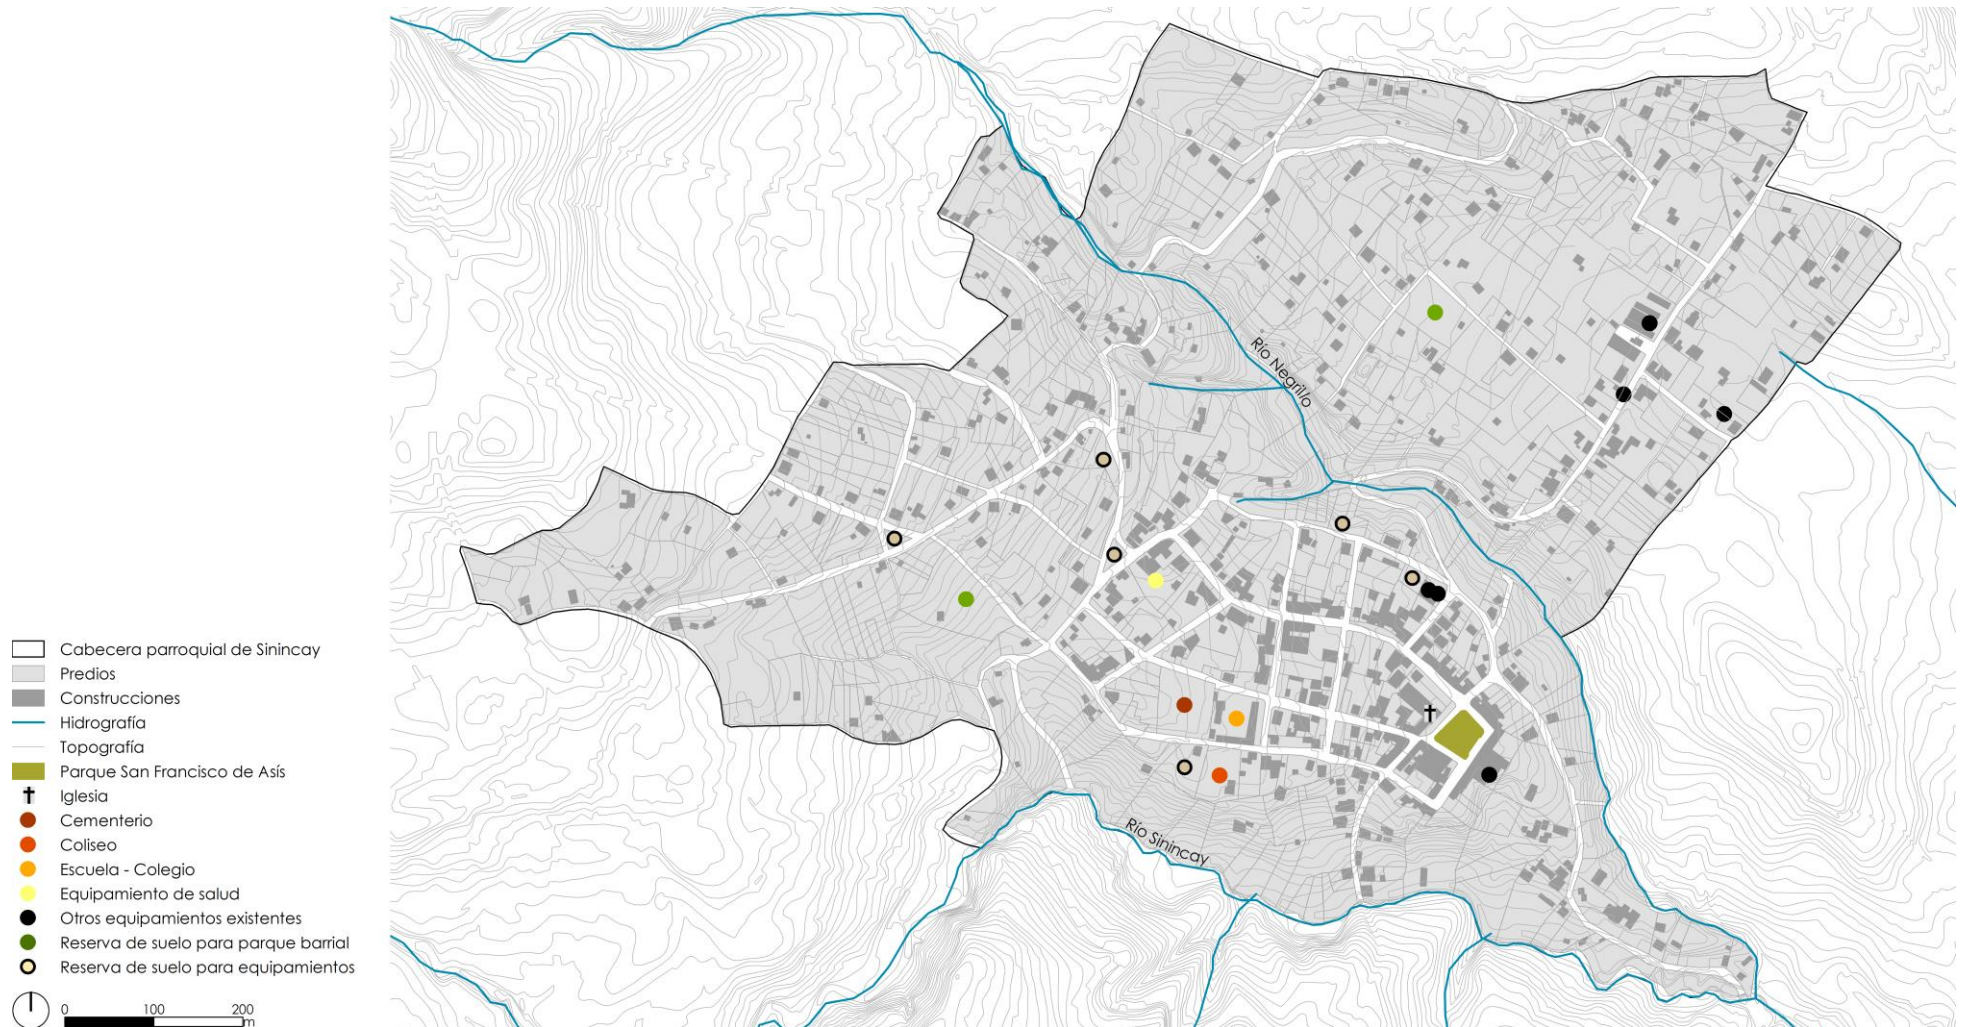 Río Negrillo
Río Sinincay
Cabecera parroquial de Sinincay
Predios
Construcciones
Hidrografía
Topografía
Parque San Francisco de Asís
Iglesia
Cementerio
Coliseo
Escuela - Colegio
Equipamiento de salud
Otros equipamientos existentes
Reserva de suelo para parque barrial
Reserva de suelo para equipamientos
0 100 200
m